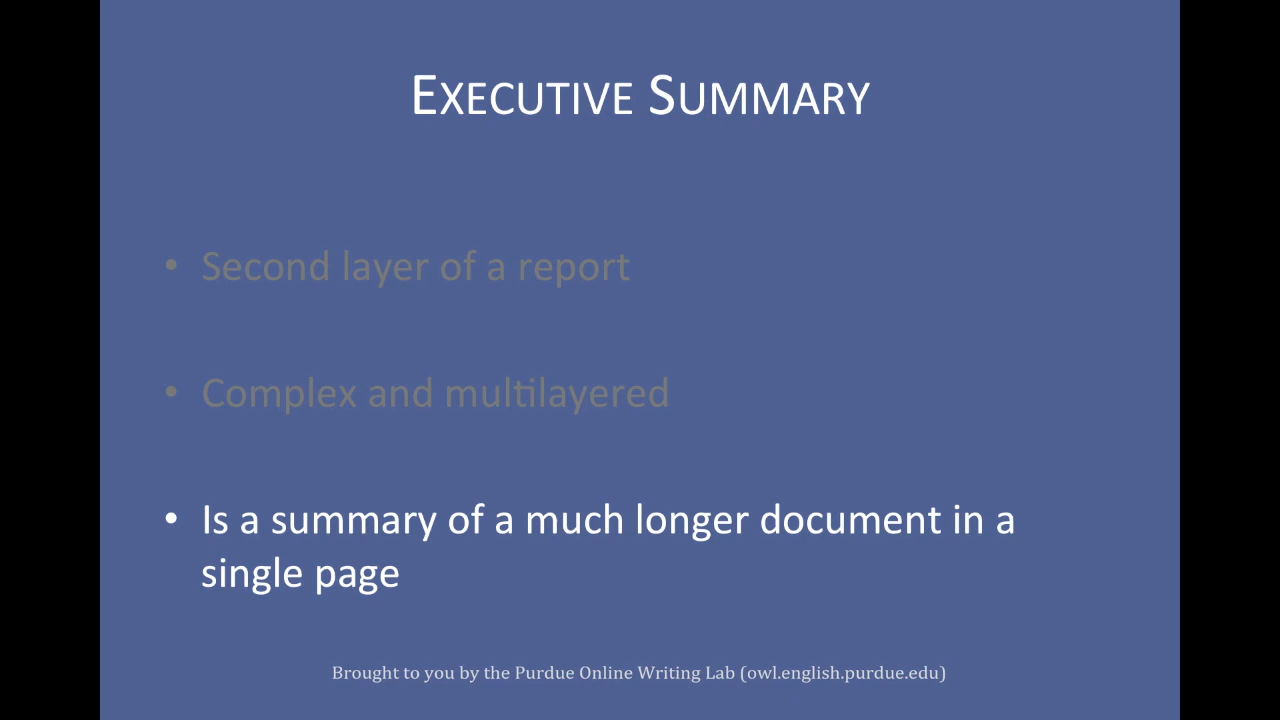 Executive Summary
• Second layer of a report
• Complex and multilayered
• Is a summary of a much longer document in a
single page
Brought to you by the Purdue Online Writing Lab (owl.english.purdue.edu)